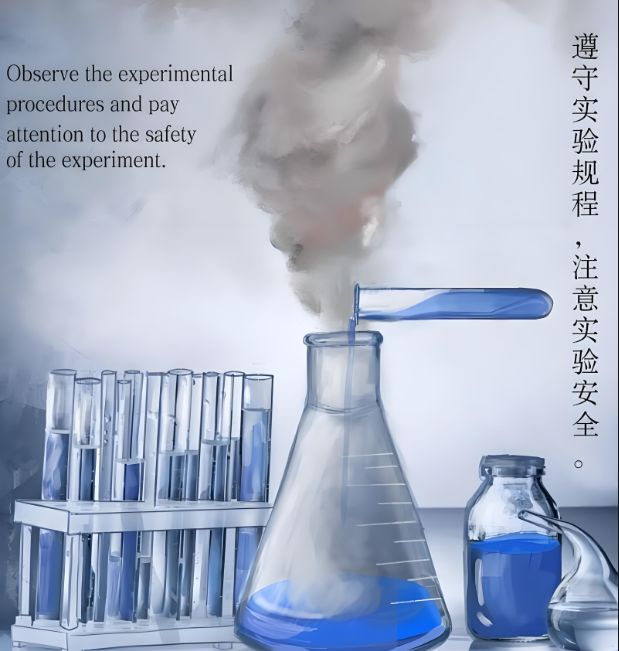 Observe the experimental
procedures and pay
attention to the safety
of the experiment.
遵守实验规程，注意实验安全。